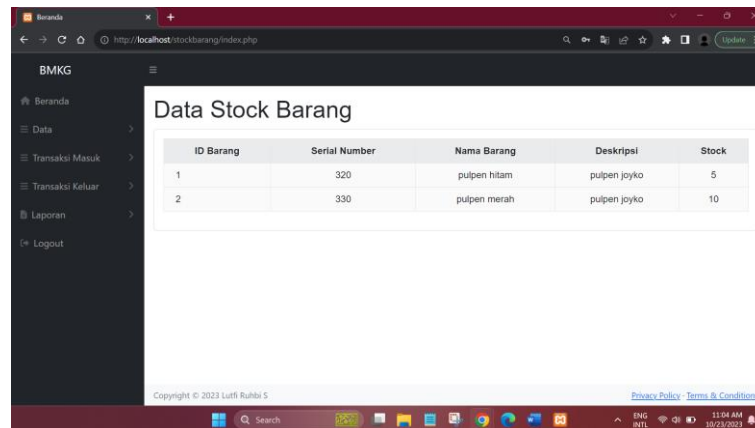 Beranda
http://localhost/stockbarang/index.php
Update
BMKG
Beranda
Data
Transaksi Masuk
Transaksi Keluar
Laporan
Logout
Data Stock Barang
ID Barang Serial Number Nama Barang Deskripsi Stock
1 320 pulpen hitam pulpen joyko 5
2 330 pulpen merah pulpen joyko 10
Copyright © 2023 Lutfi Ruhbi S
Privacy Policy · Terms & Condition
Search
ENG
INTL
11:04 AM
10/23/2023